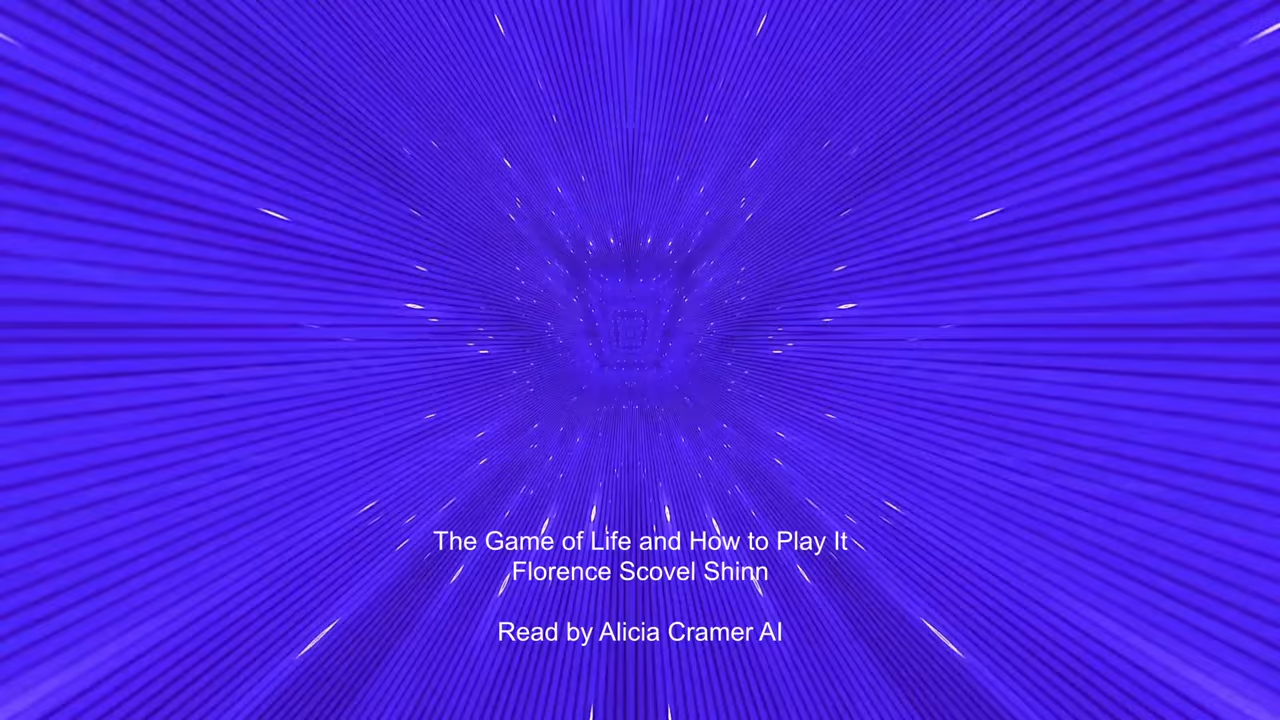 The Game of Life and How to Play It
Florence Scovel Shinn
Read by Alicia Cramer AI